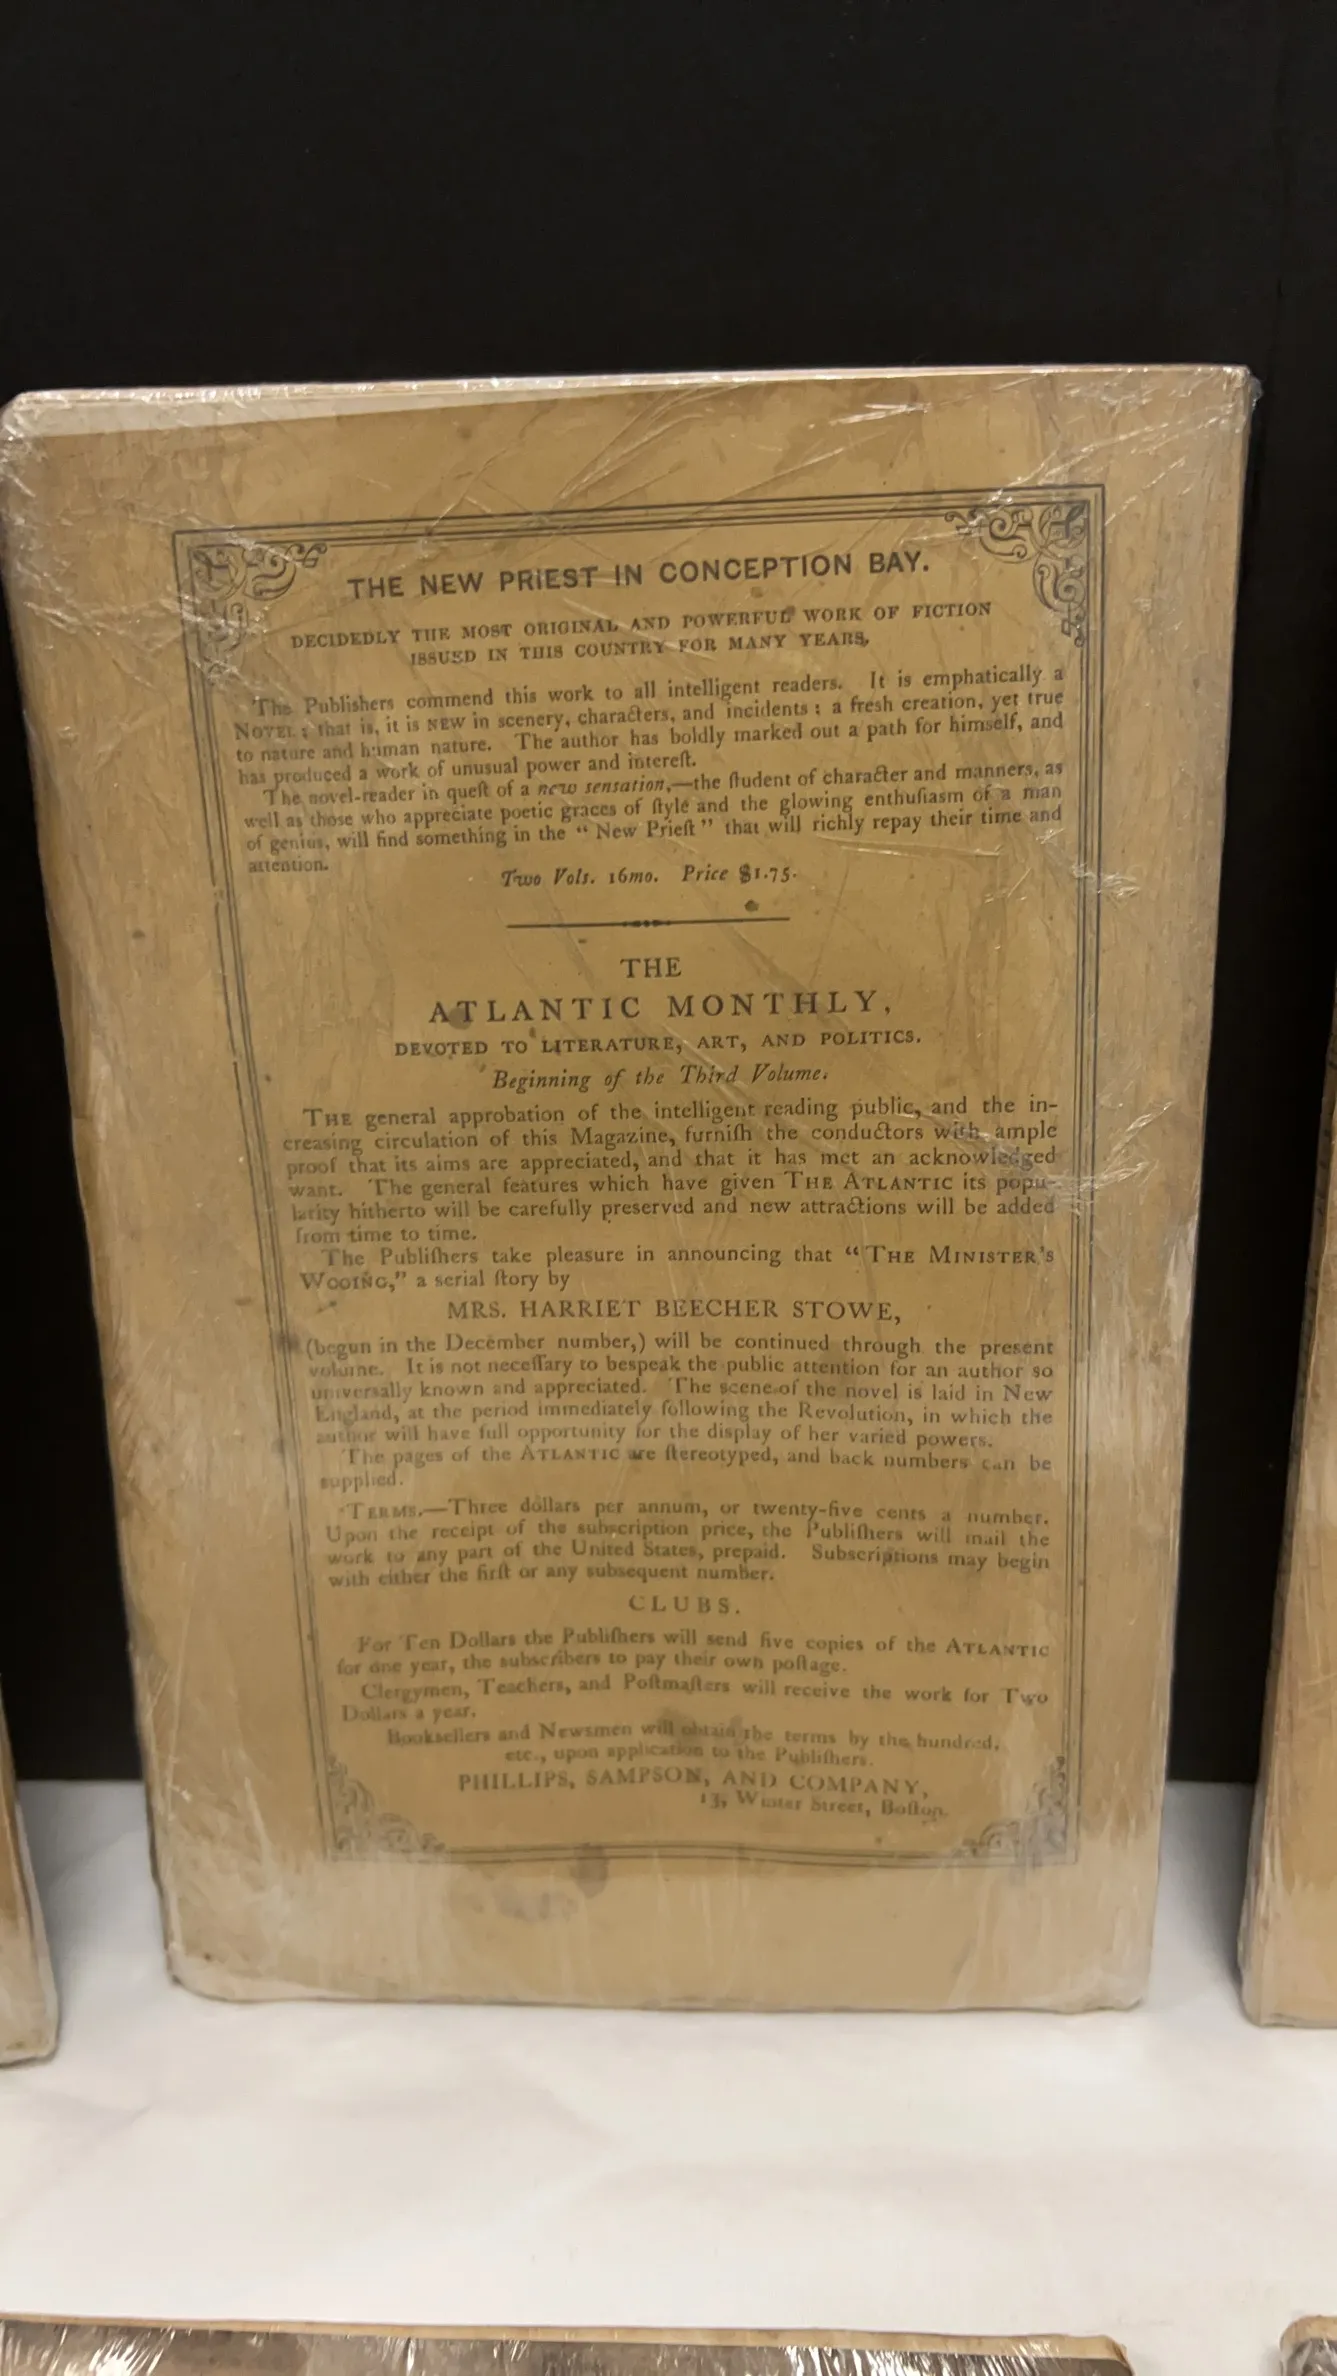 THE NEW PRIEST IN CONCEPTION BAY.
DECIDEDLY THE MOST ORIGINAL AND POWERFUL WORK OF FICTION
ISSUED IN THIS COUNTRY FOR MANY YEARS,
The Publishers commend this work to all intelligent readers. It is emphatically a
NOVEL; that is, it is NEW in scenery, characters, and incidents; a fresh creation, yet true
to nature and human nature. The author has boldly marked out a path for himself, and
has produced a work of unusual power and intereſt.
The novel-reader in queſt of a new sensation,—the ſtudent of character and manners, as
well as those who appreciate poetic graces of ſtyle and the glowing enthuſiasm of a man
of genius, will find something in the "New Prieſt" that will richly repay their time and
attention.
Two Vols. 16mo. Price $1.75.
THE
ATLANTIC MONTHLY,
DEVOTED TO LITERATURE, ART, AND POLITICS.
Beginning of the Third Volume.
THE general approbation of the intelligent reading public, and the in-
creasing circulation of this Magazine, furniſh the conductors with ample
proof that its aims are appreciated, and that it has met an acknowledged
want. The general features which have given THE ATLANTIC its popu-
larity hitherto will be carefully preserved and new attractions will be added
from time to time.
The Publiſhers take pleasure in announcing that "THE MINISTER'S
WOOING," a serial ſtory by
MRS. HARRIET BEECHER STOWE,
(begun in the December number,) will be continued through the present
volume. It is not neceſſary to bespeak the public attention for an author so
universally known and appreciated. The scene of the novel is laid in New
England, at the period immediately following the Revolution, in which the
author will have full opportunity for the display of her varied powers.
The pages of the ATLANTIC are ſtereotyped, and back numbers can be
supplied.
TERMS.—Three dollars per annum, or twenty-five cents a number.
Upon the receipt of the subscription price, the Publiſhers will mail the
work to any part of the United States, prepaid. Subscriptions may begin
with either the firſt or any subsequent number.
CLUBS.
For Ten Dollars the Publiſhers will send five copies of the ATLANTIC
for one year, the subscribers to pay their own poſtage.
Clergymen, Teachers, and Poſtmaſters will receive the work for Two
Dollars a year.
Booksellers and Newsmen will obtain the terms by the hundred,
etc., upon application to the Publiſhers.
PHILLIPS, SAMPSON, AND COMPANY,
13, Winter Street, Boſton.